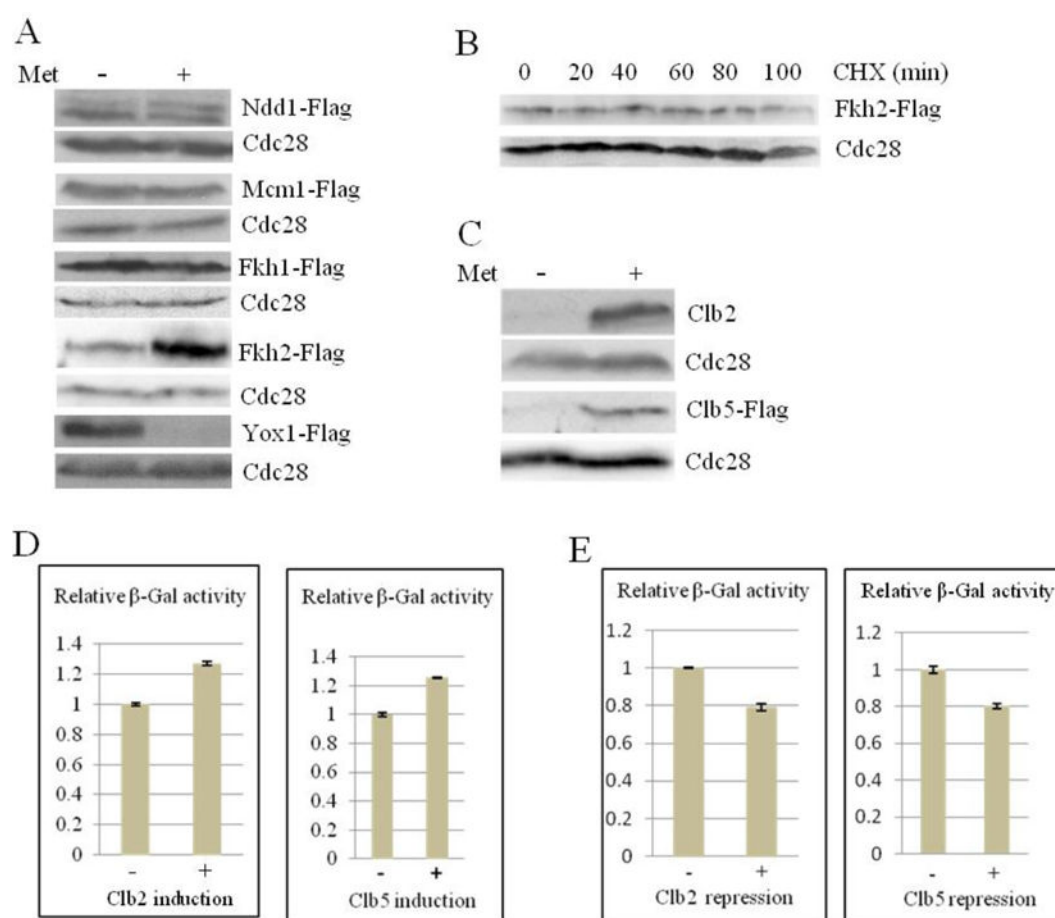 A
Met - +
Ndd1-Flag
Cdc28
Mcm1-Flag
Cdc28
Fkh1-Flag
Cdc28
Fkh2-Flag
Cdc28
Yox1-Flag
Cdc28
B
0 20 40 60 80 100 CHX (min)
Fkh2-Flag
Cdc28
C
Met - +
Clb2
Cdc28
Clb5-Flag
Cdc28
D
Relative β-Gal activity
1.4
1.2
1
0.8
0.6
0.4
0.2
0
- +
Clb2 induction
Relative β-Gal activity
1.4
1.2
1
0.8
0.6
0.4
0.2
0
- +
Clb5 induction
E
Relative β-Gal activity
1.2
1
0.8
0.6
0.4
0.2
0
- +
Clb2 repression
Relative β-Gal activity
1.2
1
0.8
0.6
0.4
0.2
0
- +
Clb5 repression